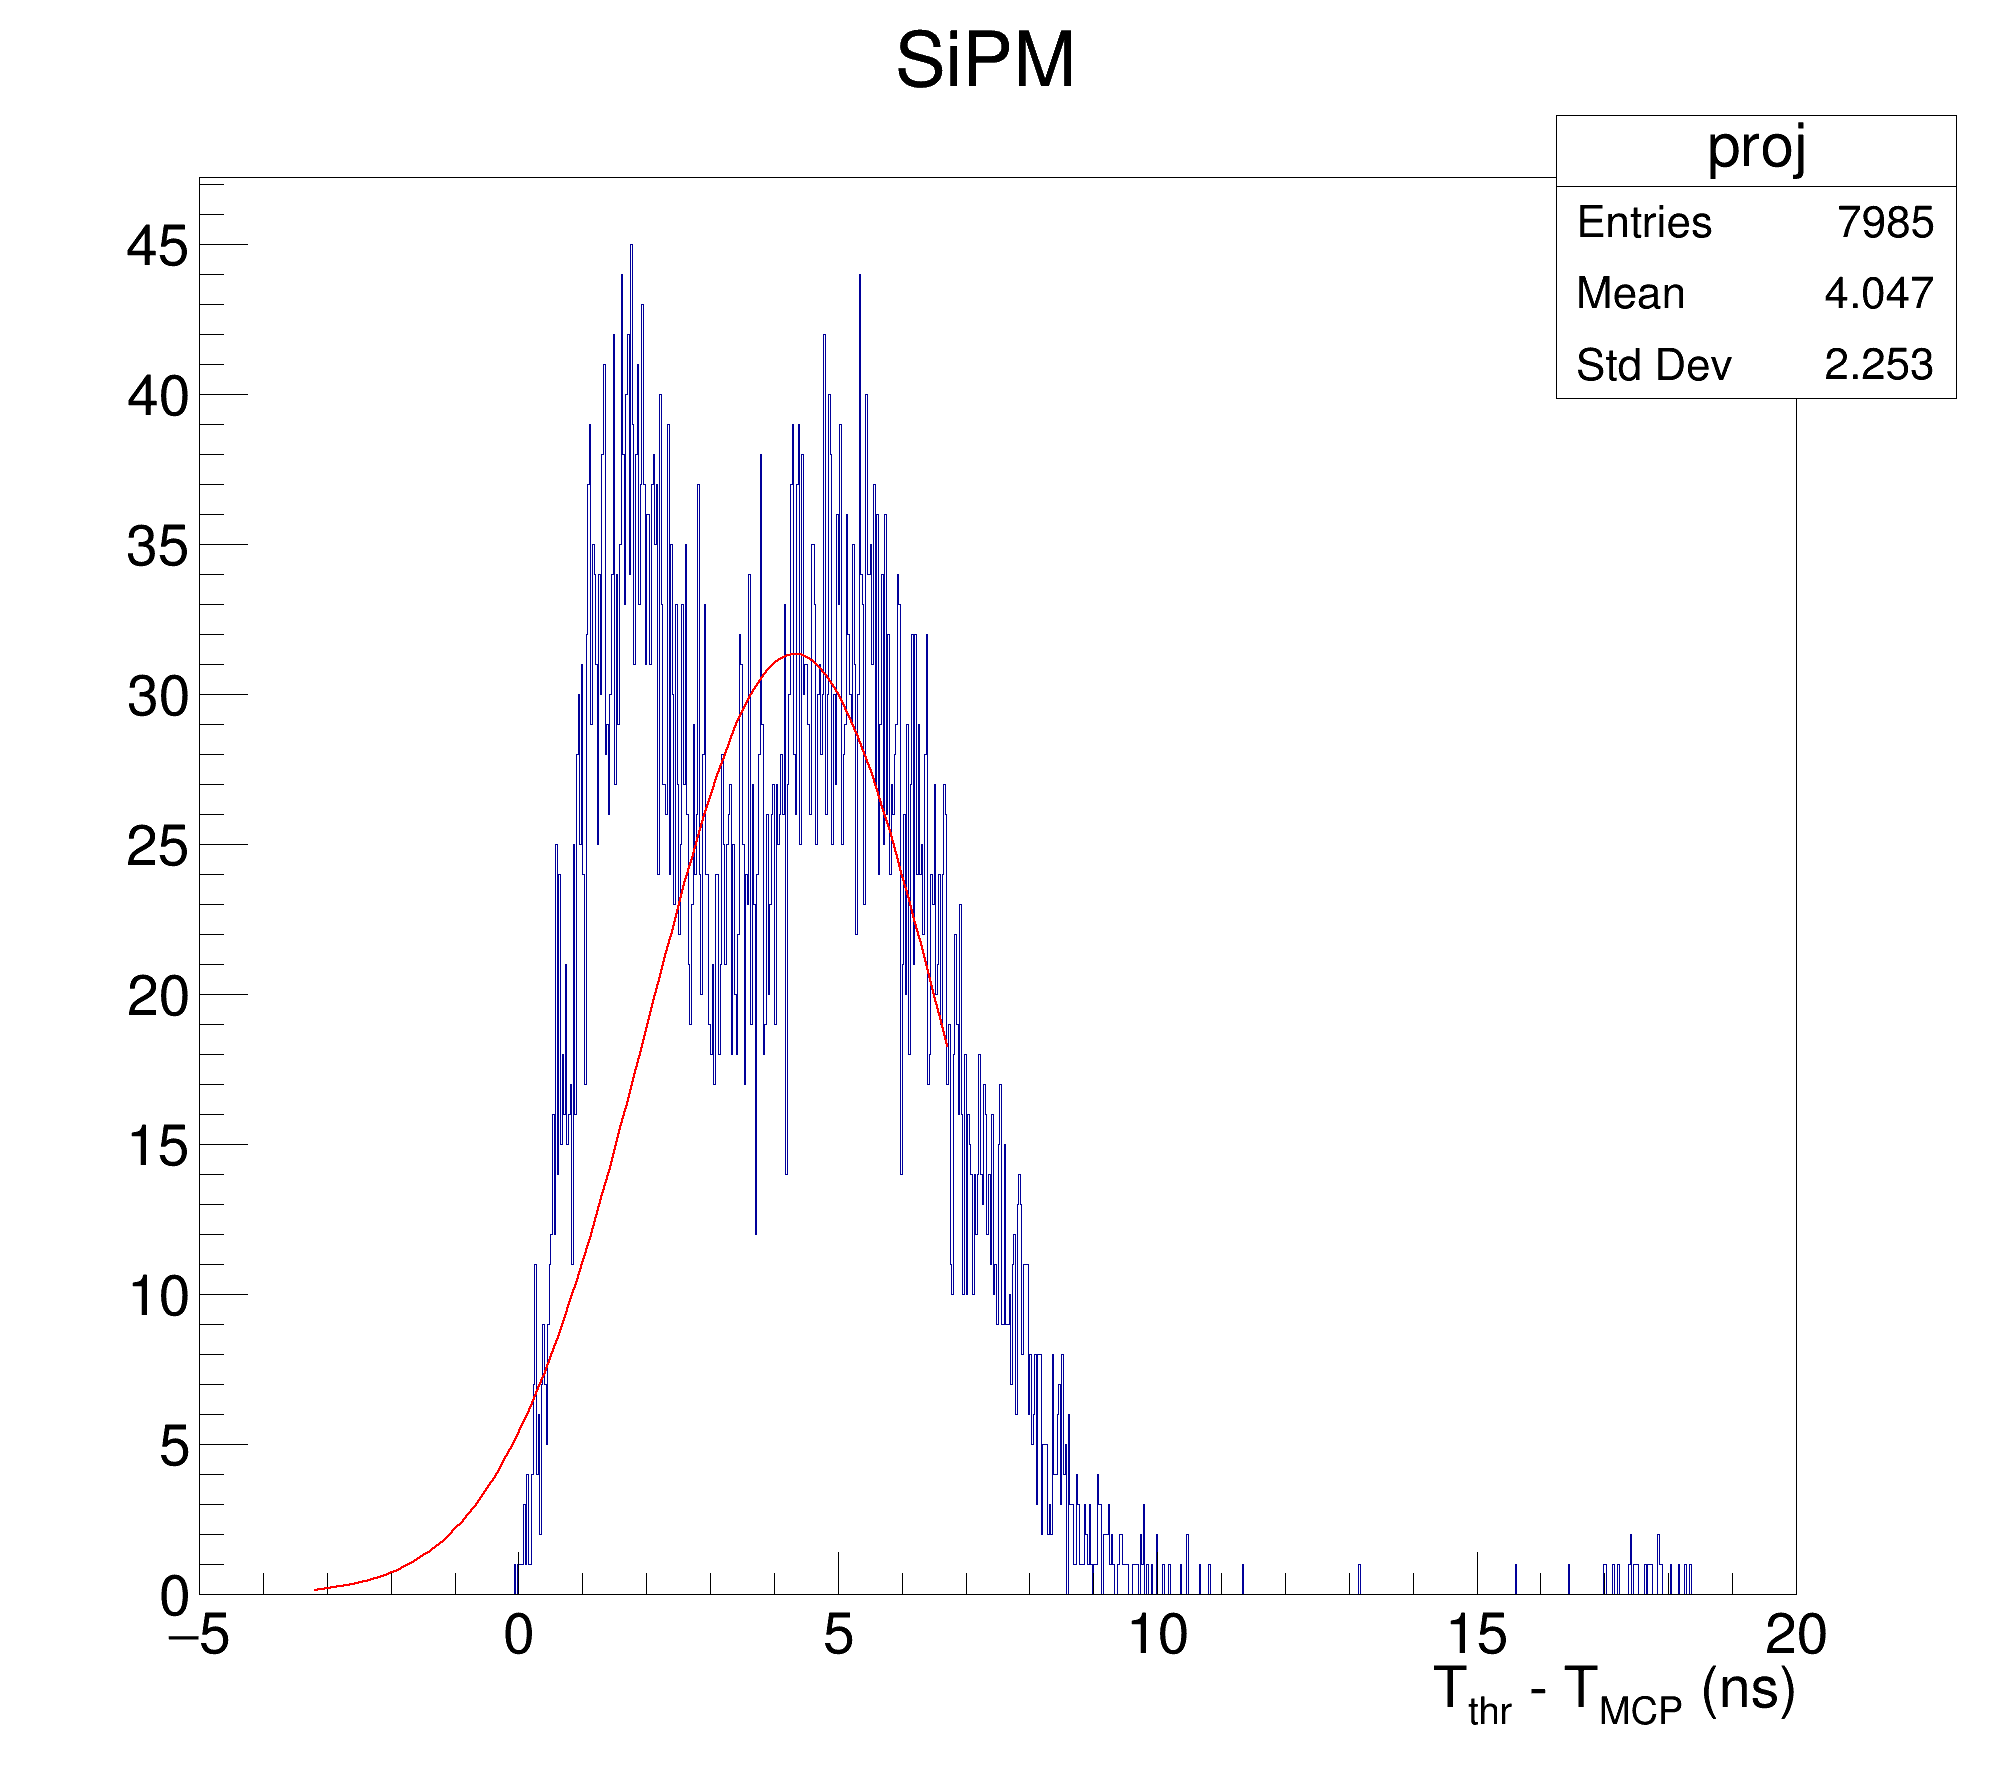 SiPM
proj
Entries 7985
Mean 4.047
Std Dev 2.253
45
40
35
30
25
20
15
10
5
0
−5 0 5 10 15 20
T_thr - T_MCP (ns)